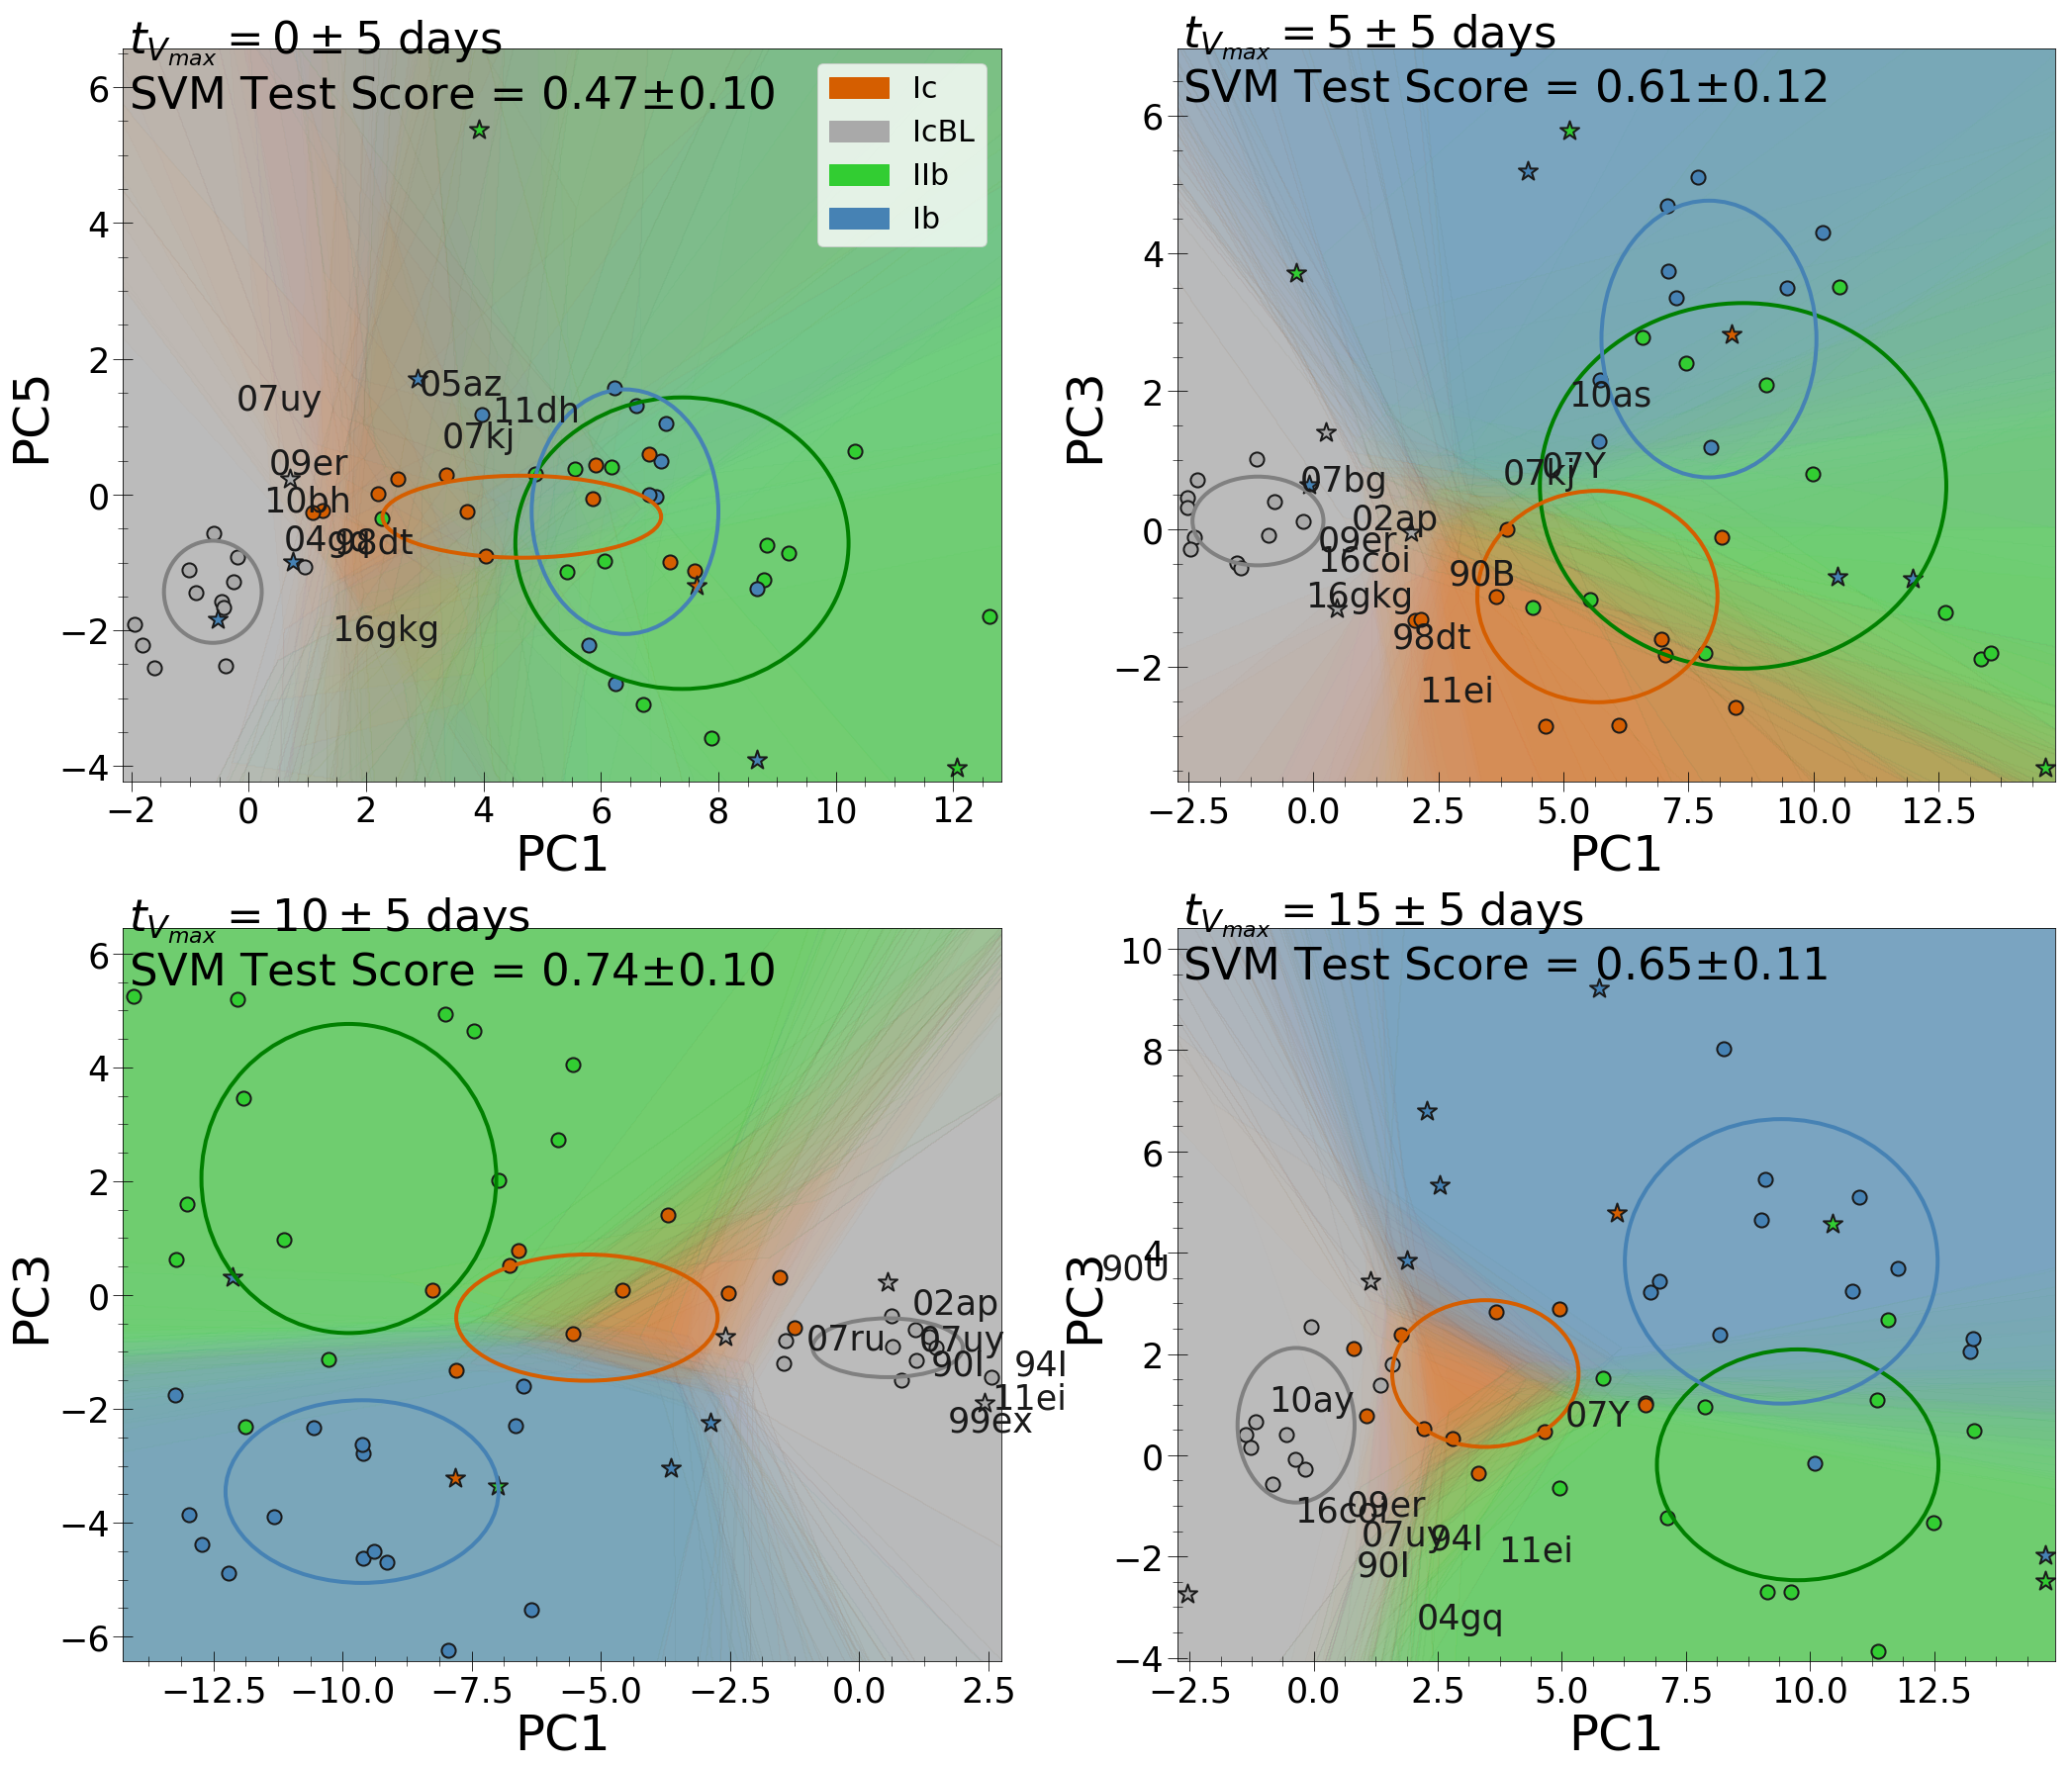 t_Vmax = 0 ± 5 days
SVM Test Score = 0.47±0.10
Ic
IcBL
IIb
Ib
6
4
2
0
−2
−4
PC5
07uy
05az
11dh
07kj
09er
10bh
04gq
98dt
16gkg
−2 0 2 4 6 8 10 12
PC1
t_Vmax = 5 ± 5 days
SVM Test Score = 0.61±0.12
6
4
2
0
−2
PC3
10as
07Y
07kj
07bg
02ap
09er
16coi
90B
16gkg
98dt
11ei
−2.5 0.0 2.5 5.0 7.5 10.0 12.5
PC1
t_Vmax = 10 ± 5 days
SVM Test Score = 0.74±0.10
6
4
2
0
−2
−4
−6
PC3
02ap
07ru 07uy
90I 94I
11ei
99ex
−12.5 −10.0 −7.5 −5.0 −2.5 0.0 2.5
PC1
t_Vmax = 15 ± 5 days
SVM Test Score = 0.65±0.11
10
8
6
4
2
0
−2
−4
PC3
90U
10ay
07Y
09er
16coi
07uy
94I
11ei
90I
04gq
−2.5 0.0 2.5 5.0 7.5 10.0 12.5
PC1